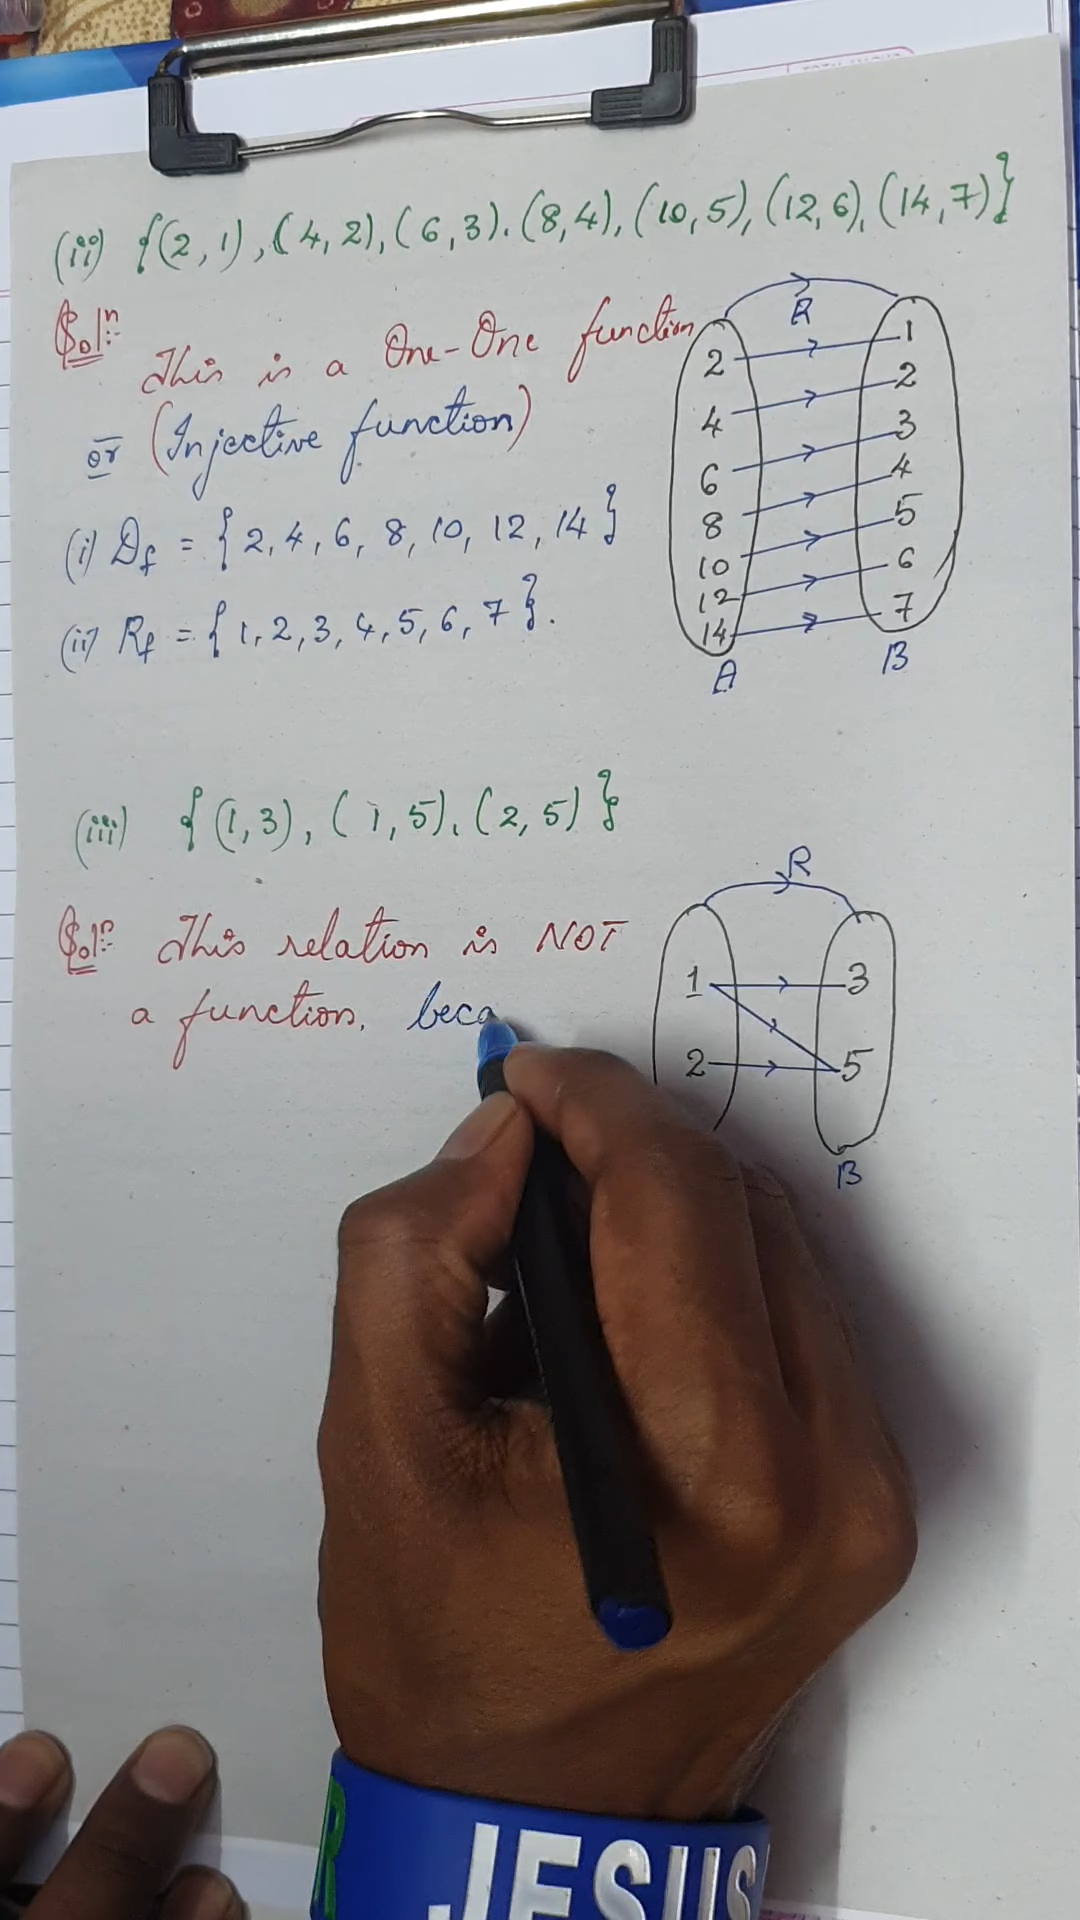 (ii) {(2, 1), (4, 2), (6, 3). (8, 4), (10, 5), (12, 6), (14, 7)}
Soln:- This is a One-One function
or (Injective function)
(i) Df = { 2, 4, 6, 8, 10, 12, 14 }
(ii) Rf = { 1, 2, 3, 4, 5, 6, 7 }.
R
2 1
4 2
6 3
8 4
10 5
12 6
14 7
A B
(iii) { (1, 3), (1, 5), (2, 5) }
Soln:- This relation is NOT
a function, beca
R
1 3
2 5
B
JESUS